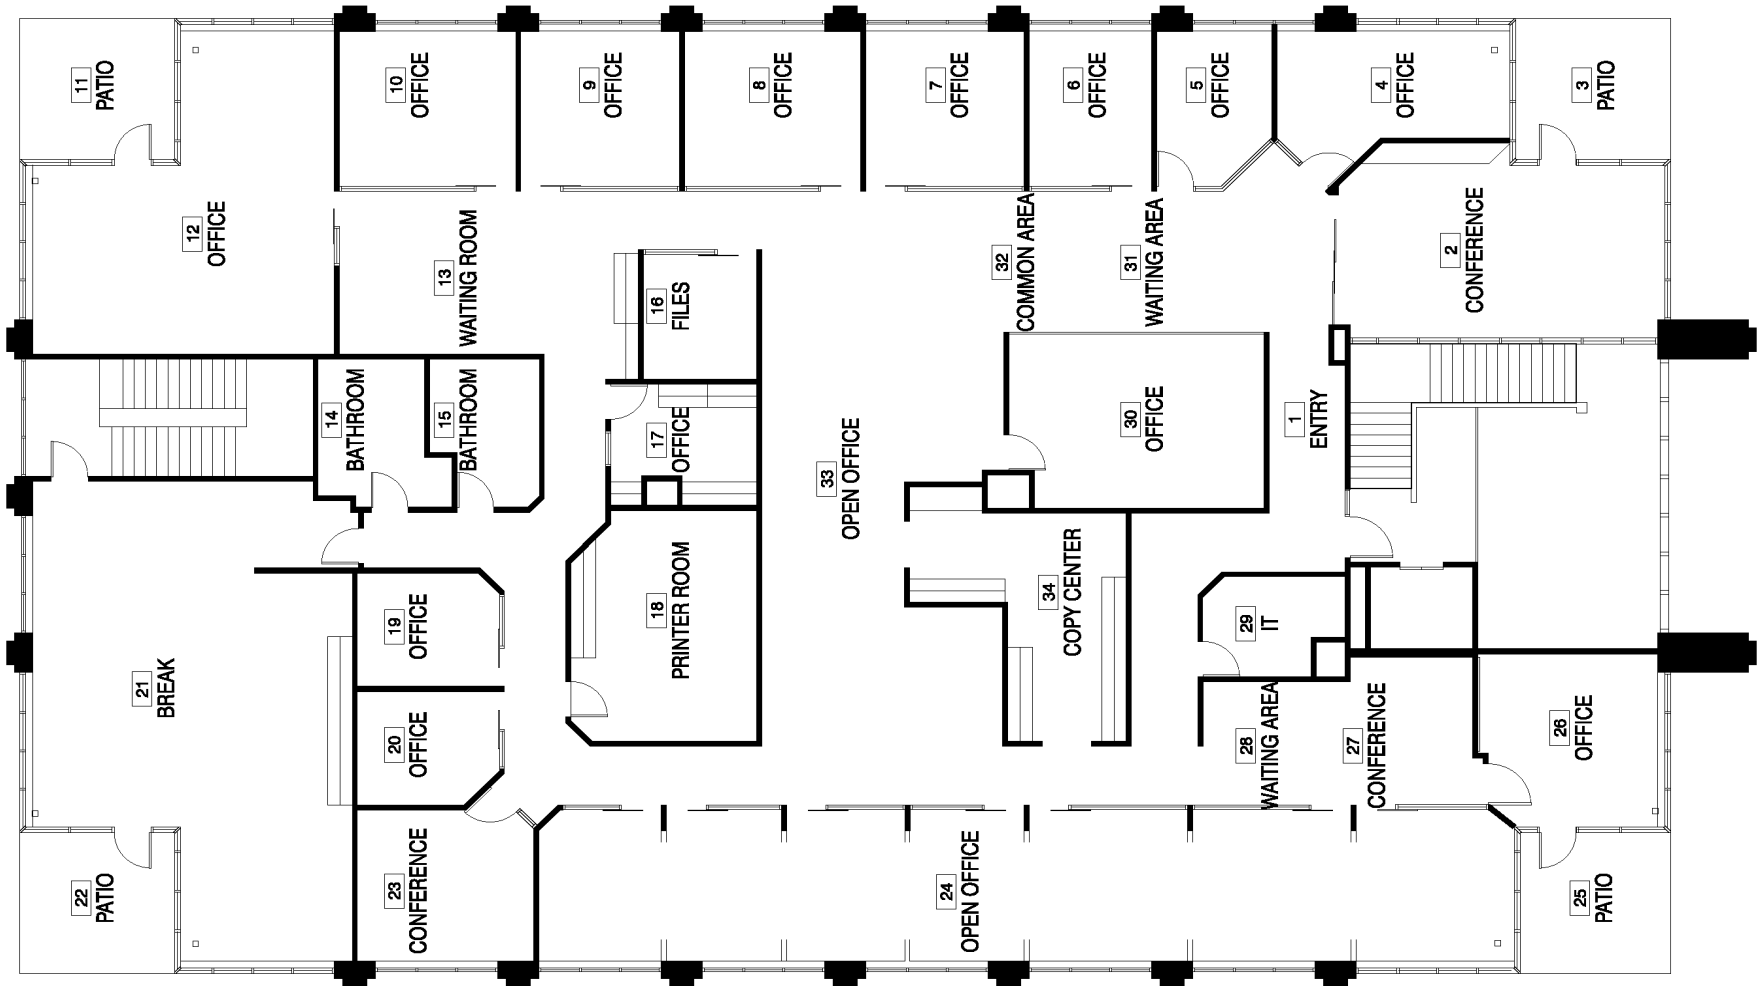 11
PATIO
10
OFFICE
9
OFFICE
8
OFFICE
7
OFFICE
6
OFFICE
5
OFFICE
4
OFFICE
3
PATIO
12
OFFICE
13
WAITING ROOM
16
FILES
32
COMMON AREA
31
WAITING AREA
2
CONFERENCE
14
BATHROOM
15
BATHROOM
17
OFFICE
33
OPEN OFFICE
30
OFFICE
1
ENTRY
19
OFFICE
18
PRINTER ROOM
34
COPY CENTER
29
IT
21
BREAK
20
OFFICE
28
WAITING AREA
27
CONFERENCE
26
OFFICE
22
PATIO
23
CONFERENCE
24
OPEN OFFICE
25
PATIO